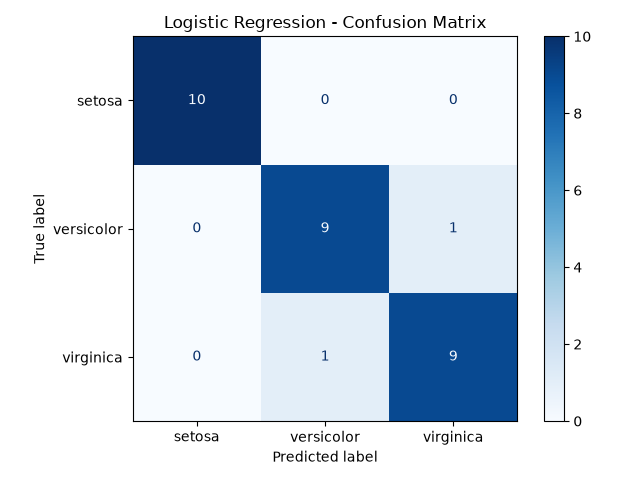 Logistic Regression - Confusion Matrix
10
setosa 10 0 0
8
6
True label
versicolor 0 9 1
4
2
virginica 0 1 9
0
setosa versicolor virginica
Predicted label